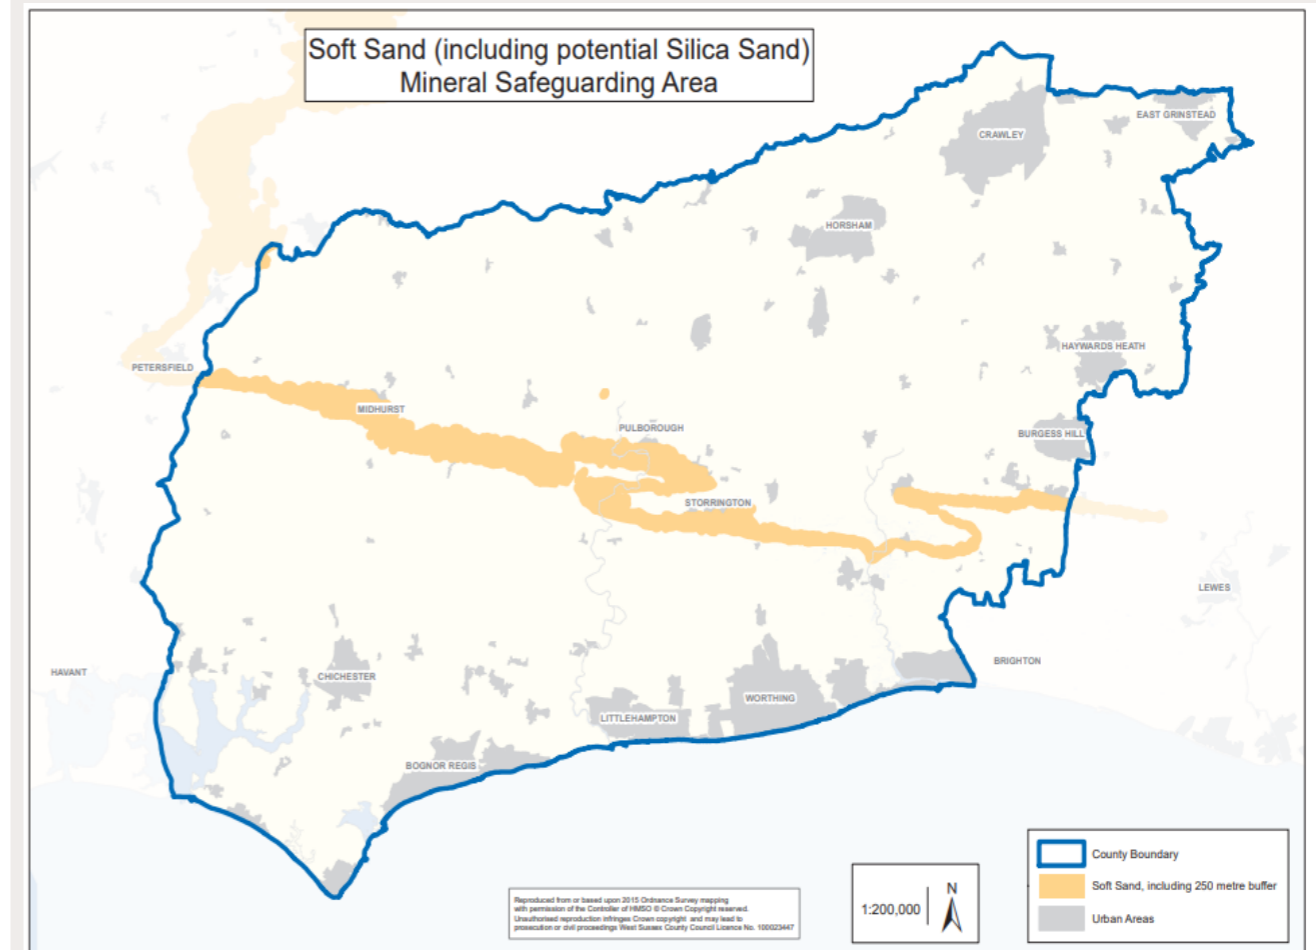 Soft Sand (including potential Silica Sand)
Mineral Safeguarding Area
EAST GRINSTEAD
CRAWLEY
HORSHAM
HAYWARDS HEATH
PETERSFIELD
MIDHURST
PULBOROUGH
BURGESS HILL
STORRINGTON
LEWES
BRIGHTON
HAVANT
CHICHESTER
WORTHING
LITTLEHAMPTON
BOGNOR REGIS
County Boundary
Soft Sand, including 250 metre buffer
Urban Areas
1:200,000
N
Reproduced from or based upon 2015 Ordnance Survey mapping
with permission of the Controller of HMSO © Crown Copyright reserved.
Unauthorised reproduction infringes Crown copyright and may lead to
prosecution or civil proceedings West Sussex County Council Licence No. 100023447